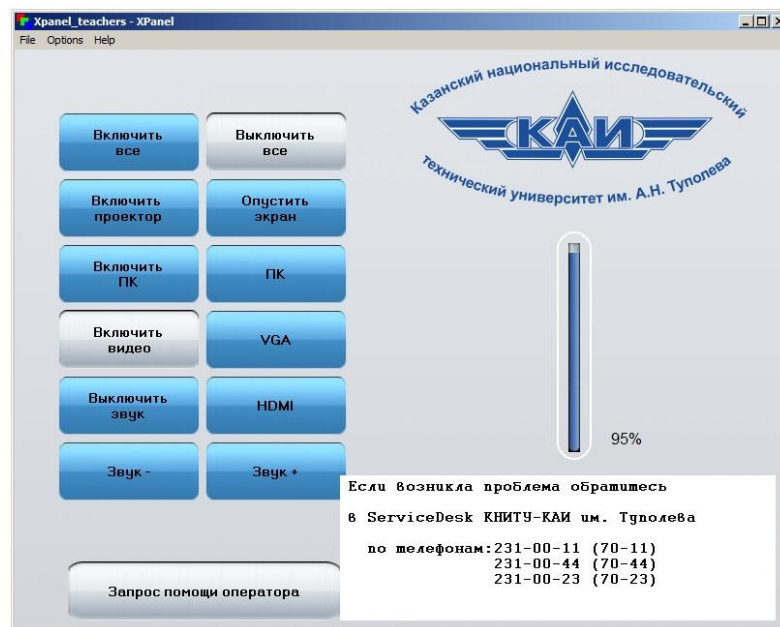 Xpanel_teachers - XPanel
File Options Help
Казанский национальный исследовательский
КАИ
технический университет им. А.Н. Туполева
Включить
все
Выключить
все
Включить
проектор
Опустить
экран
Включить
ПК
ПК
Включить
видео
VGA
Выключить
звук
HDMI
Звук -
Звук +
95%
Если возникла проблема обратитесь
в ServiceDesk КНИТУ-КАИ им. Туполева
по телефонам:231-00-11 (70-11)
231-00-44 (70-44)
231-00-23 (70-23)
Запрос помощи оператора